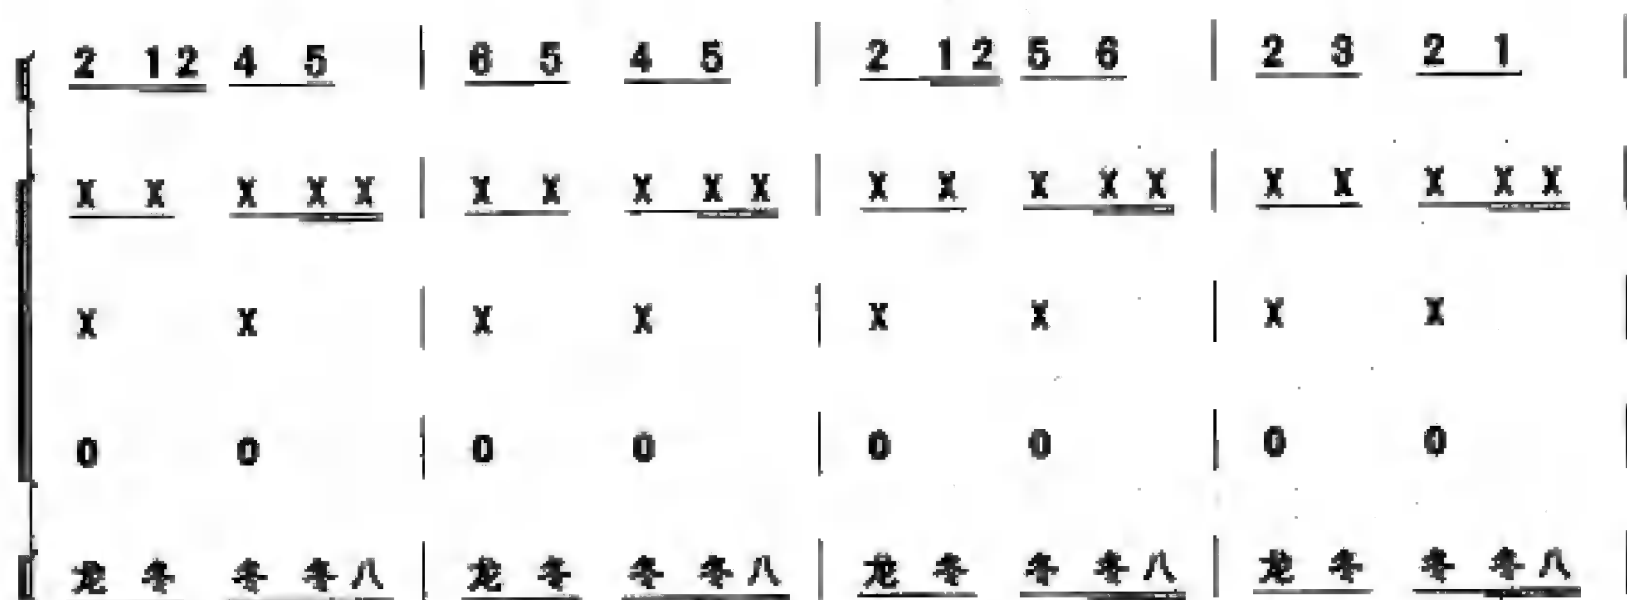 2 12 4 5 | 6 5 4 5 | 2 12 5 6 | 2 3 2 1 |
X X X X X | X X X X X | X X X X X | X X X X X |
X X | X X | X X | X X |
0 0 | 0 0 | 0 0 | 0 0 |
龙 冬 冬 冬 八 | 龙 冬 冬 冬 八 | 龙 冬 冬 冬 八 | 龙 冬 冬 冬 八